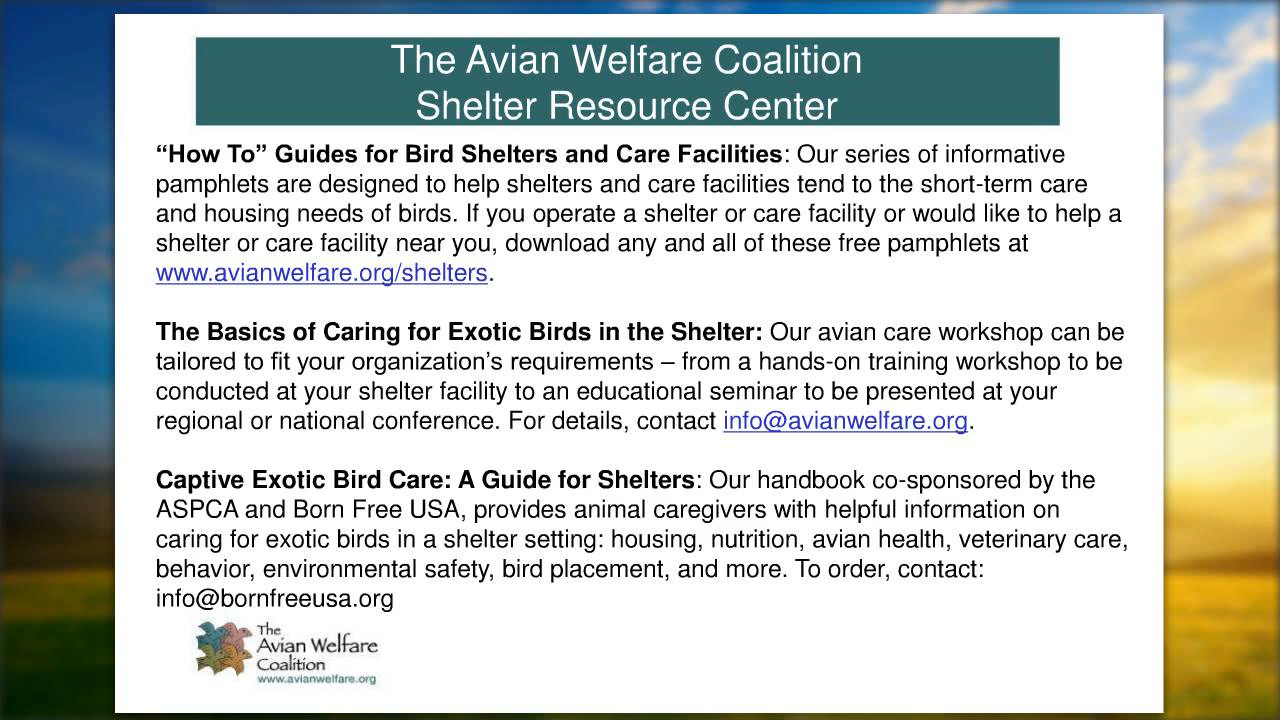 The Avian Welfare Coalition
Shelter Resource Center
“How To” Guides for Bird Shelters and Care Facilities: Our series of informative
pamphlets are designed to help shelters and care facilities tend to the short-term care
and housing needs of birds. If you operate a shelter or care facility or would like to help a
shelter or care facility near you, download any and all of these free pamphlets at
www.avianwelfare.org/shelters.
The Basics of Caring for Exotic Birds in the Shelter: Our avian care workshop can be
tailored to fit your organization’s requirements – from a hands-on training workshop to be
conducted at your shelter facility to an educational seminar to be presented at your
regional or national conference. For details, contact info@avianwelfare.org.
Captive Exotic Bird Care: A Guide for Shelters: Our handbook co-sponsored by the
ASPCA and Born Free USA, provides animal caregivers with helpful information on
caring for exotic birds in a shelter setting: housing, nutrition, avian health, veterinary care,
behavior, environmental safety, bird placement, and more. To order, contact:
info@bornfreeusa.org
The
Avian Welfare
Coalition
www.avianwelfare.org